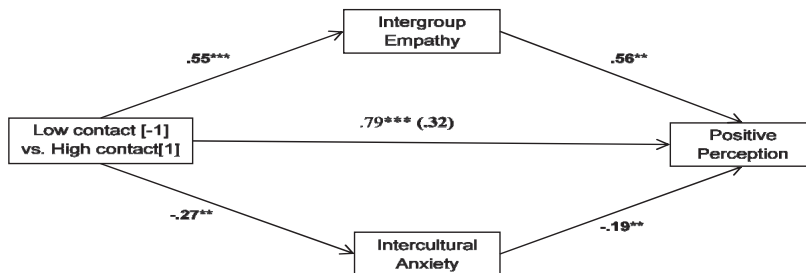 Intergroup
Empathy
.55***
.56**
Low contact [-1]
vs. High contact[1]
.79*** (.32)
Positive
Perception
-.27**
-.19**
Intercultural
Anxiety